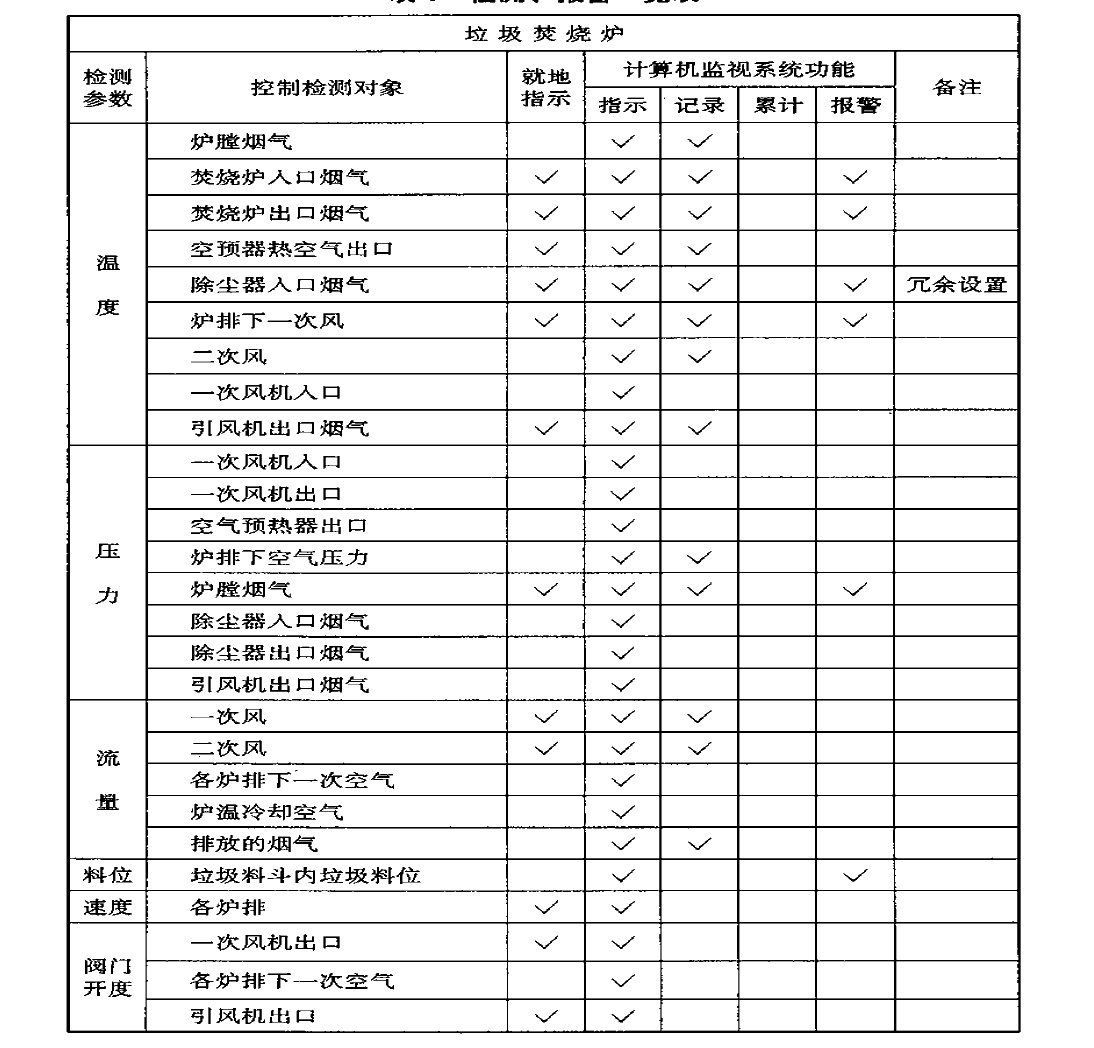 垃圾焚烧炉
检测参数 控制检测对象 就地指示 计算机监视系统功能 备注
指示 记录 累计 报警
温度 炉膛烟气 ✓ ✓
焚烧炉入口烟气 ✓ ✓ ✓ ✓
焚烧炉出口烟气 ✓ ✓ ✓ ✓
空预器热空气出口 ✓ ✓ ✓
除尘器入口烟气 ✓ ✓ ✓ ✓ 冗余设置
炉排下一次风 ✓ ✓ ✓ ✓
二次风 ✓ ✓
一次风机入口 ✓
引风机出口烟气 ✓ ✓ ✓
压力 一次风机入口 ✓
一次风机出口 ✓
空气预热器出口 ✓
炉排下空气压力 ✓ ✓
炉膛烟气 ✓ ✓ ✓ ✓
除尘器入口烟气 ✓
除尘器出口烟气 ✓
引风机出口烟气 ✓
流量 一次风 ✓ ✓ ✓
二次风 ✓ ✓ ✓
各炉排下一次空气 ✓
炉温冷却空气 ✓
排放的烟气 ✓ ✓
料位 垃圾料斗内垃圾料位 ✓ ✓
速度 各炉排 ✓ ✓
阀门开度 一次风机出口 ✓ ✓
各炉排下一次空气 ✓
引风机出口 ✓ ✓